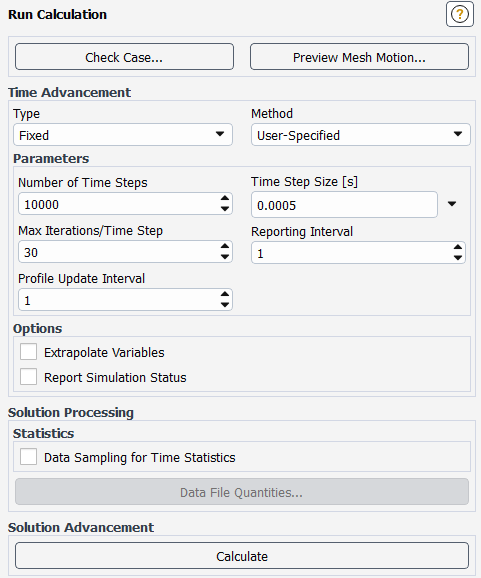 Run Calculation
?
Check Case...
Preview Mesh Motion...
Time Advancement
Type
Method
Fixed
User-Specified
Parameters
Number of Time Steps
Time Step Size [s]
10000
0.0005
Max Iterations/Time Step
Reporting Interval
30
1
Profile Update Interval
1
Options
Extrapolate Variables
Report Simulation Status
Solution Processing
Statistics
Data Sampling for Time Statistics
Data File Quantities...
Solution Advancement
Calculate